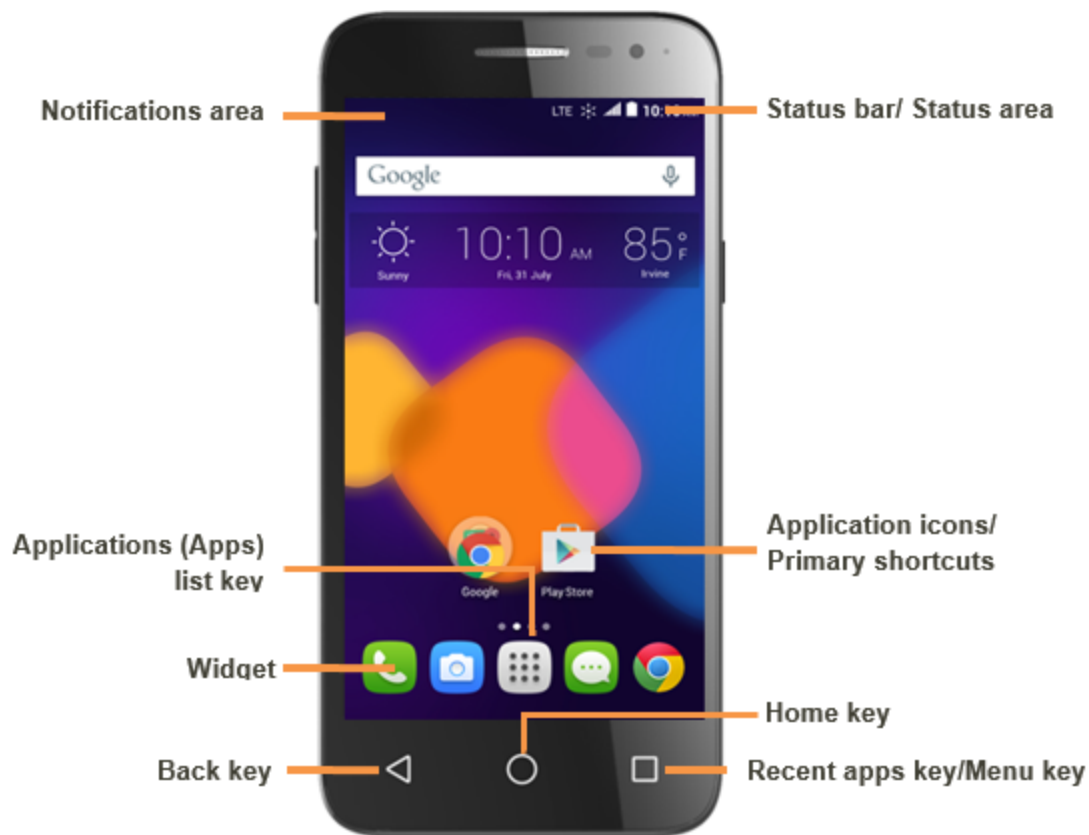 Notifications area
Status bar/ Status area
LTE
Google
10:10 AM
85°F
Sunny
Fri, 31 July
Irvine
Applications (Apps)
list key
Application icons/
Primary shortcuts
Google
Play Store
Widget
Home key
Back key
Recent apps key/Menu key